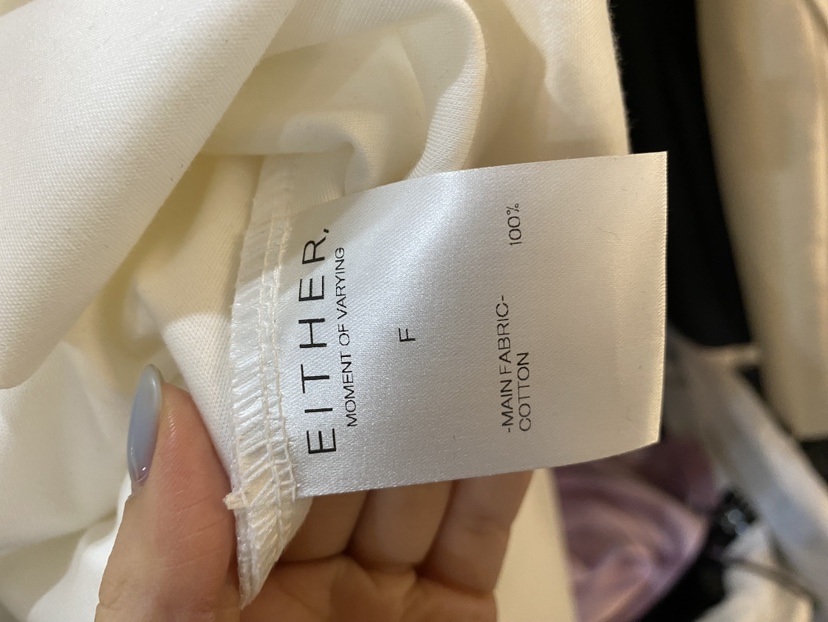 EITHER,
MOMENT OF VARYING
F
-MAIN FABRIC-
COTTON 100%